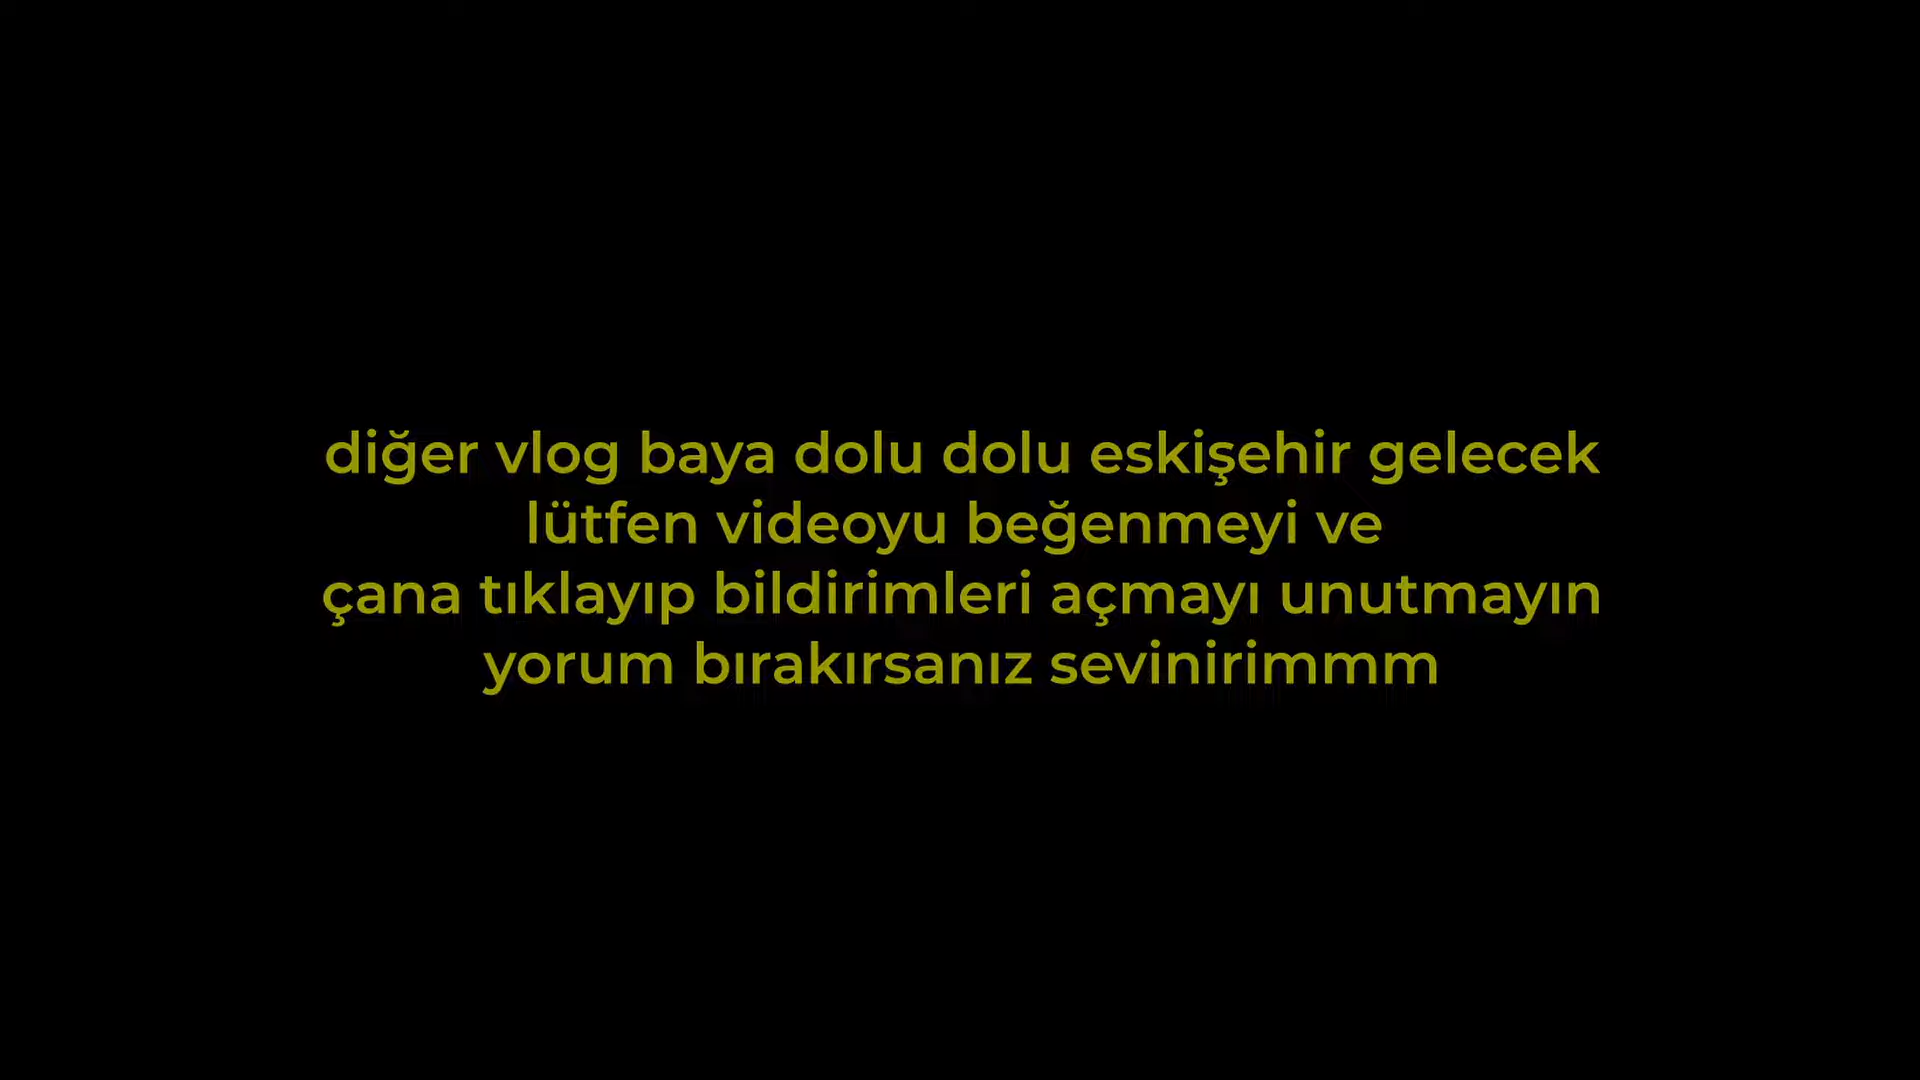 diğer vlog baya dolu dolu eskişehir gelecek
lütfen videoyu beğenmeyi ve
çana tıklayıp bildirimleri açmayı unutmayın
yorum bırakırsanız sevinirimmm